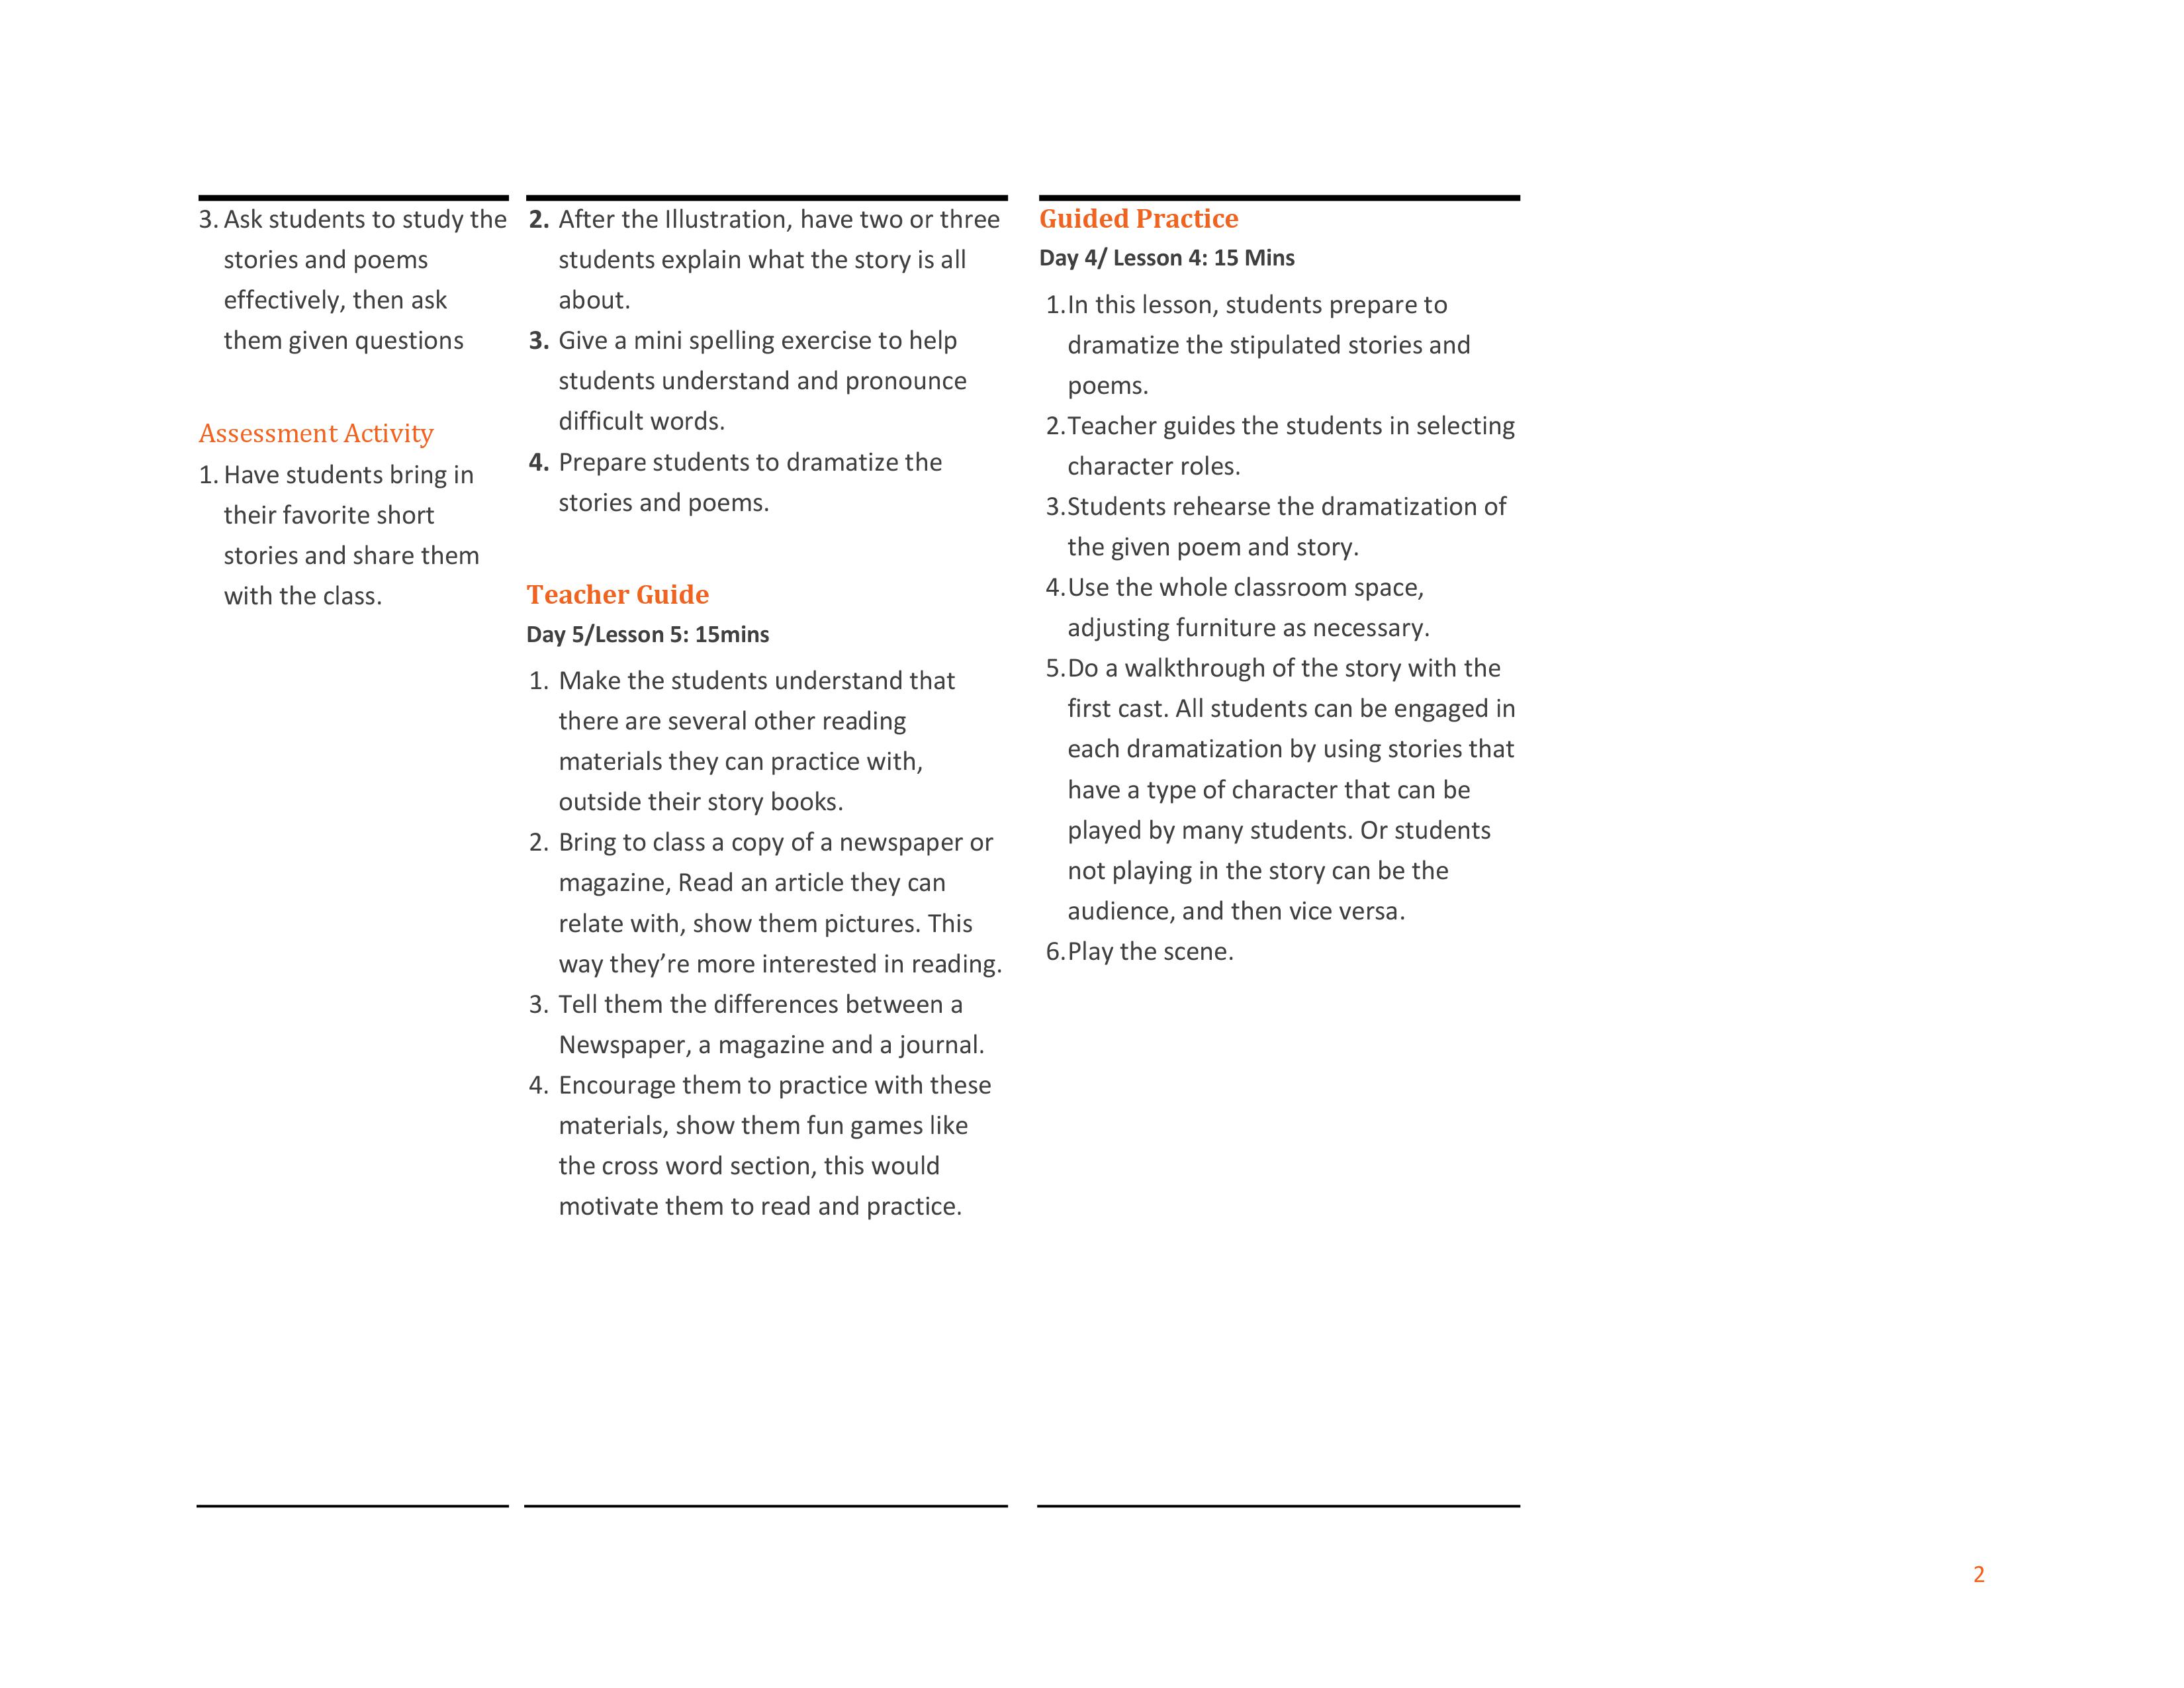 3. Ask students to study the
stories and poems
effectively, then ask
them given questions
Assessment Activity
1. Have students bring in
their favorite short
stories and share them
with the class.
2. After the Illustration, have two or three
students explain what the story is all
about.
3. Give a mini spelling exercise to help
students understand and pronounce
difficult words.
4. Prepare students to dramatize the
stories and poems.
Teacher Guide
Day 5/Lesson 5: 15mins
1. Make the students understand that
there are several other reading
materials they can practice with,
outside their story books.
2. Bring to class a copy of a newspaper or
magazine, Read an article they can
relate with, show them pictures. This
way they’re more interested in reading.
3. Tell them the differences between a
Newspaper, a magazine and a journal.
4. Encourage them to practice with these
materials, show them fun games like
the cross word section, this would
motivate them to read and practice.
Guided Practice
Day 4/ Lesson 4: 15 Mins
1.In this lesson, students prepare to
dramatize the stipulated stories and
poems.
2.Teacher guides the students in selecting
character roles.
3.Students rehearse the dramatization of
the given poem and story.
4.Use the whole classroom space,
adjusting furniture as necessary.
5.Do a walkthrough of the story with the
first cast. All students can be engaged in
each dramatization by using stories that
have a type of character that can be
played by many students. Or students
not playing in the story can be the
audience, and then vice versa.
6.Play the scene.
2